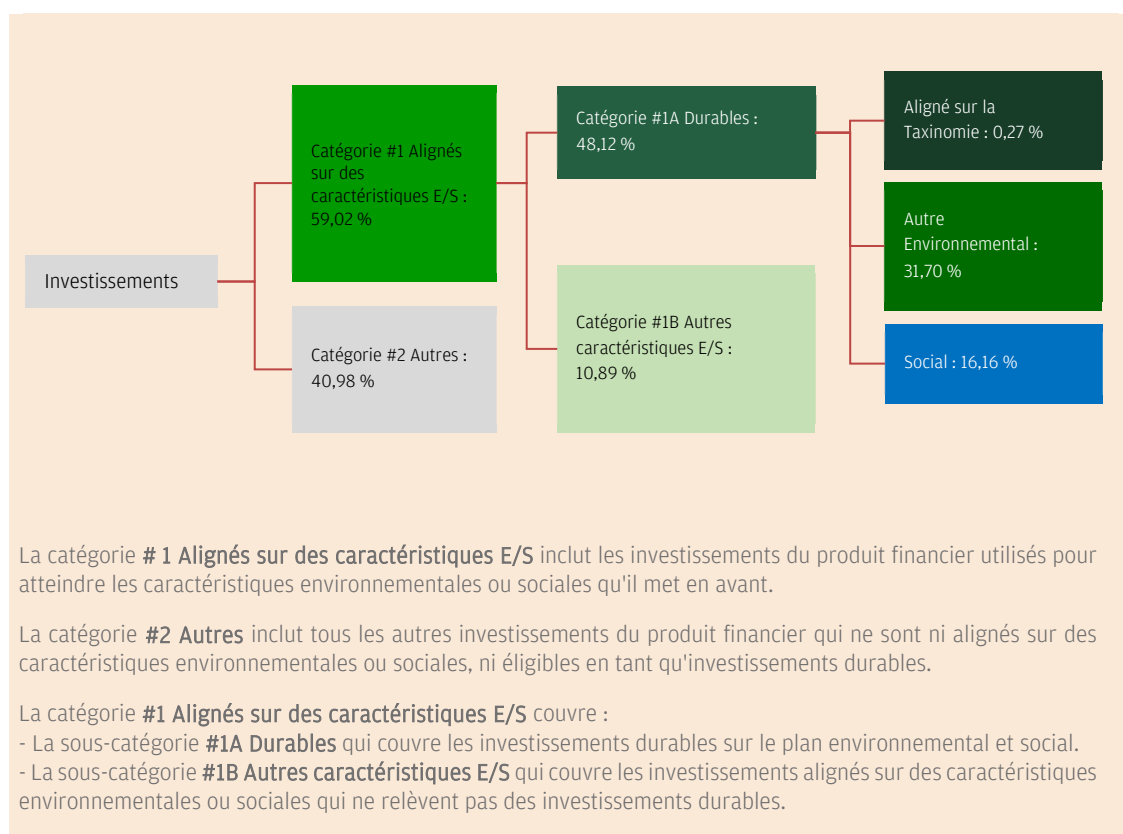 Investissements
Catégorie #1 Alignés
sur des
caractéristiques E/S :
59,02 %
Catégorie #2 Autres :
40,98 %
Catégorie #1A Durables :
48,12 %
Catégorie #1B Autres
caractéristiques E/S :
10,89 %
Aligné sur la
Taxinomie : 0,27 %
Autre
Environnemental :
31,70 %
Social : 16,16 %
La catégorie # 1 Alignés sur des caractéristiques E/S inclut les investissements du produit financier utilisés pour
atteindre les caractéristiques environnementales ou sociales qu'il met en avant.
La catégorie #2 Autres inclut tous les autres investissements du produit financier qui ne sont ni alignés sur des
caractéristiques environnementales ou sociales, ni éligibles en tant qu'investissements durables.
La catégorie #1 Alignés sur des caractéristiques E/S couvre :
- La sous-catégorie #1A Durables qui couvre les investissements durables sur le plan environnemental et social.
- La sous-catégorie #1B Autres caractéristiques E/S qui couvre les investissements alignés sur des caractéristiques
environnementales ou sociales qui ne relèvent pas des investissements durables.